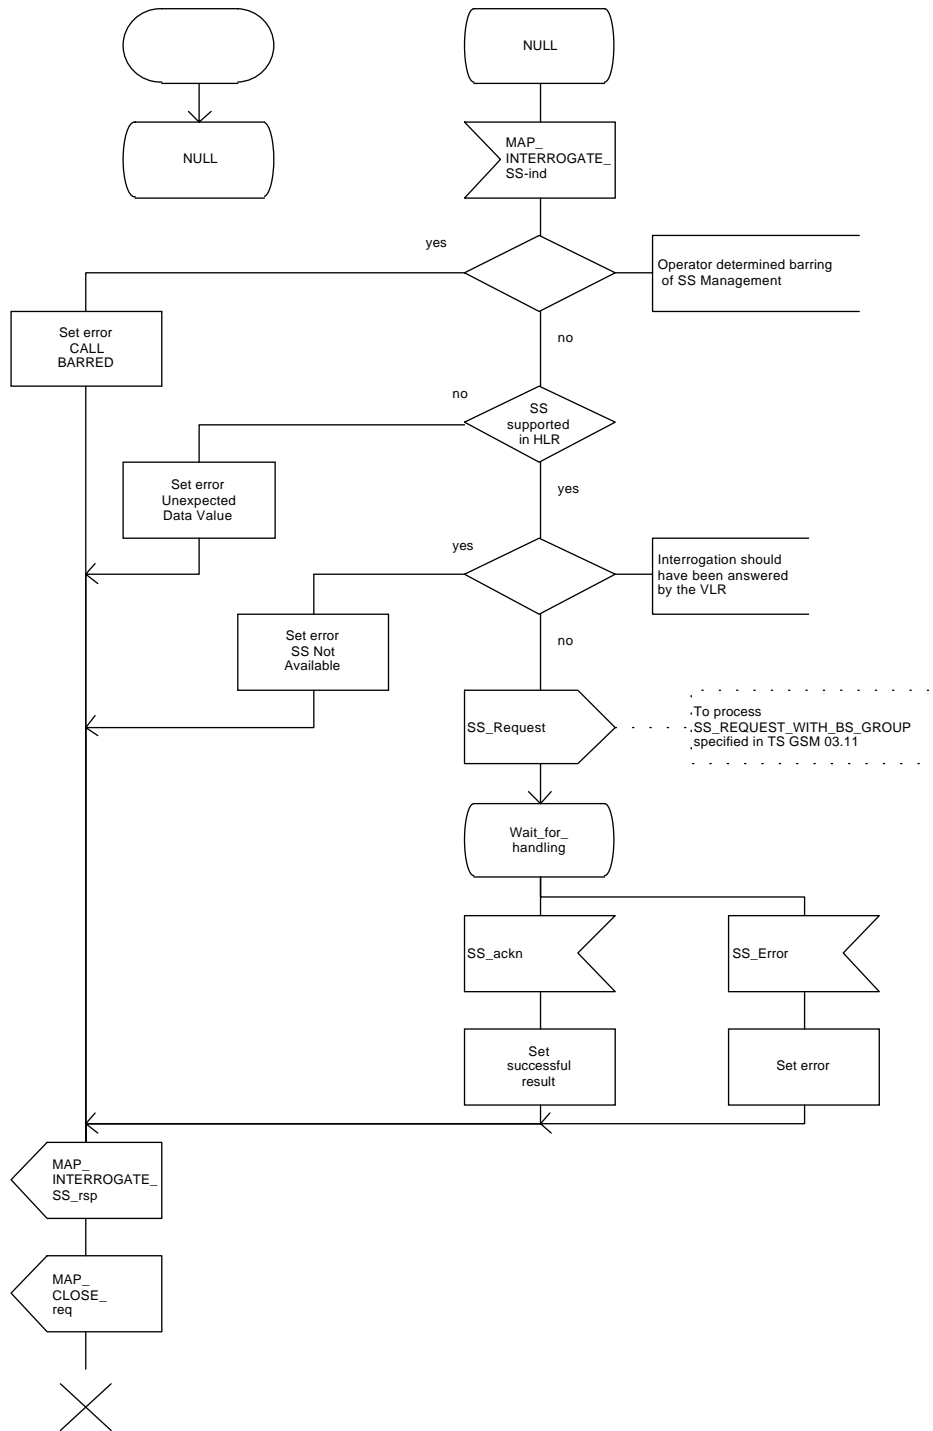 NULL
NULL
MAP_
INTERROGATE_
SS-ind
yes
Operator determined barring
of SS Management
Set error
CALL
BARRED
no
no
SS
supported
in HLR
Set error
Unexpected
Data Value
yes
yes
Interrogation should
have been answered
by the VLR
Set error
SS Not
Available
no
SS_Request
To process
SS_REQUEST_WITH_BS_GROUP
specified in TS GSM 03.11
Wait_for_
handling
SS_ackn
SS_Error
Set
successful
result
Set error
MAP_
INTERROGATE_
SS_rsp
MAP_
CLOSE_
req